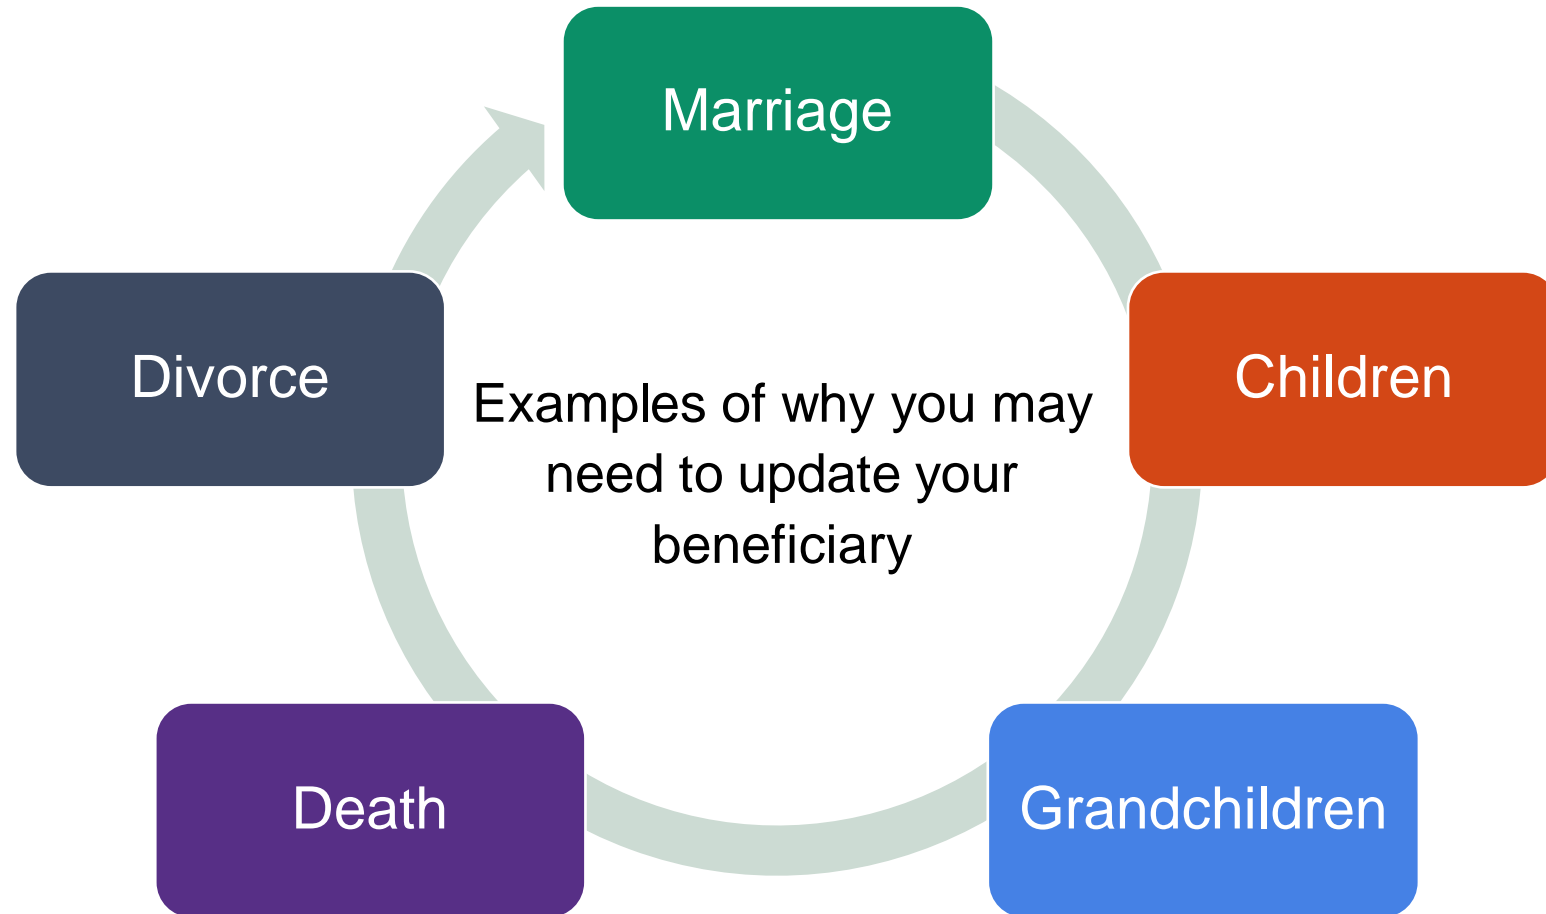 Marriage
Children
Grandchildren
Death
Divorce
Examples of why you may
need to update your
beneficiary